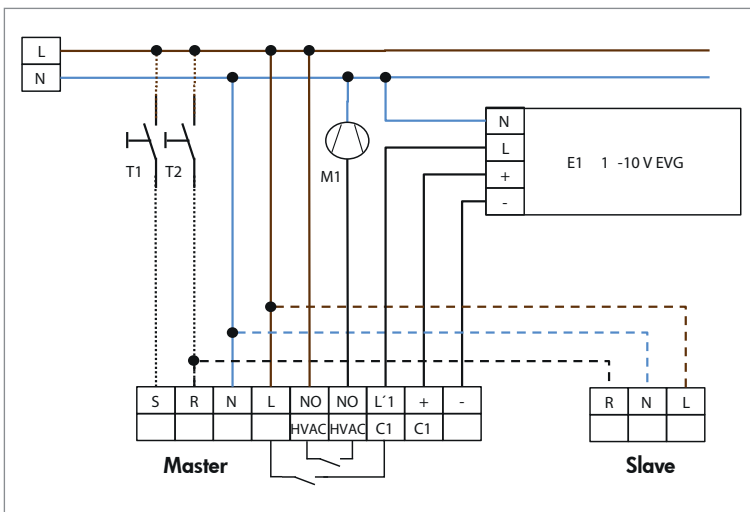 L
N
T1
T2
M1
N
L
+
-
E1 1 -10 V EVG
S R N L NO NO L´1 + -
HVAC HVAC C1 C1
Master
R N L
Slave